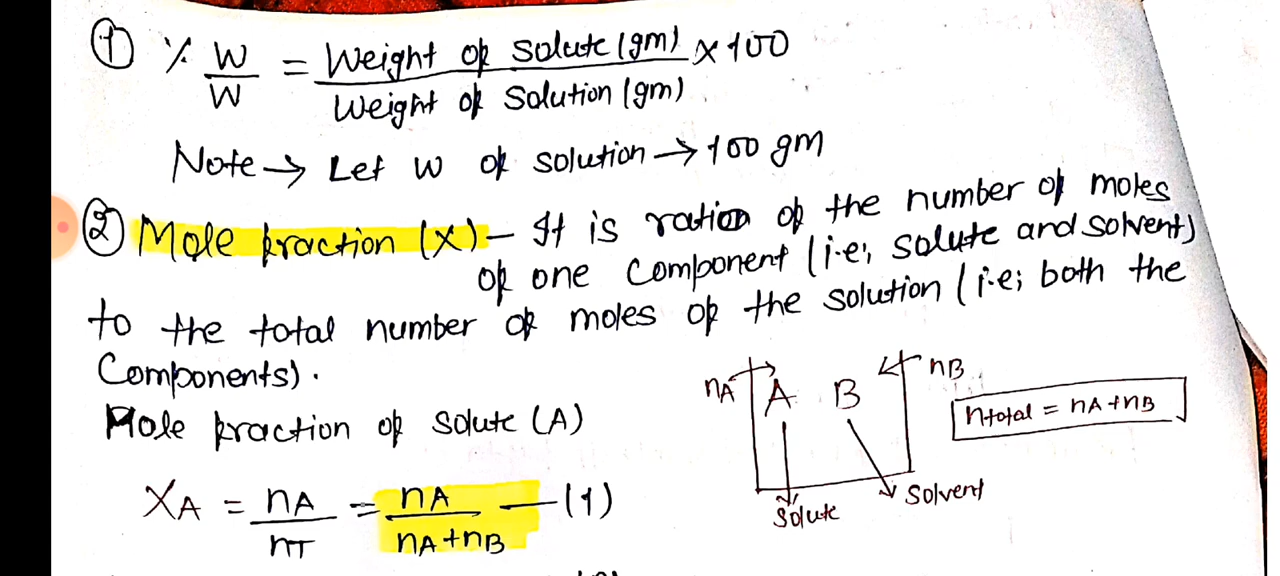 ① % W/W = Weight of solute (gm) / Weight of Solution (gm) × 100
Note → Let W of solution → 100 gm
② Mole fraction (X) – It is ration of the number of moles
of one component (i.e; solute and solvent)
to the total number of moles of the solution (i.e; both the
Components).
Mole fraction of solute (A)
nA A B nB
ntotal = nA + nB
Solute Solvent
XA = nA/nT = nA/nA+nB — (1)